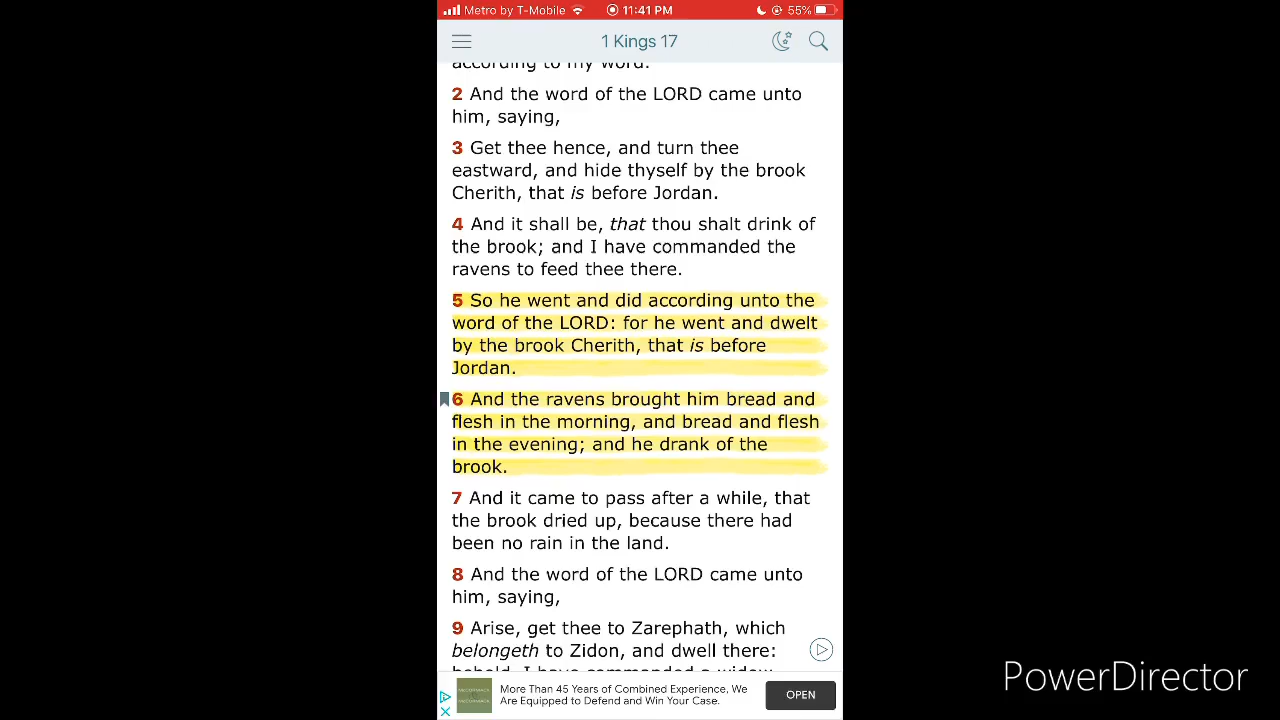 Metro by T-Mobile 11:41 PM 55%
1 Kings 17
according to my word.
2 And the word of the LORD came unto
him, saying,
3 Get thee hence, and turn thee
eastward, and hide thyself by the brook
Cherith, that is before Jordan.
4 And it shall be, that thou shalt drink of
the brook; and I have commanded the
ravens to feed thee there.
5 So he went and did according unto the
word of the LORD: for he went and dwelt
by the brook Cherith, that is before
Jordan.
6 And the ravens brought him bread and
flesh in the morning, and bread and flesh
in the evening; and he drank of the
brook.
7 And it came to pass after a while, that
the brook dried up, because there had
been no rain in the land.
8 And the word of the LORD came unto
him, saying,
9 Arise, get thee to Zarephath, which
belongeth to Zidon, and dwell there:
behold, I have commanded a widow
More Than 45 Years of Combined Experience. We
Are Equipped to Defend and Win Your Case.
OPEN
PowerDirector